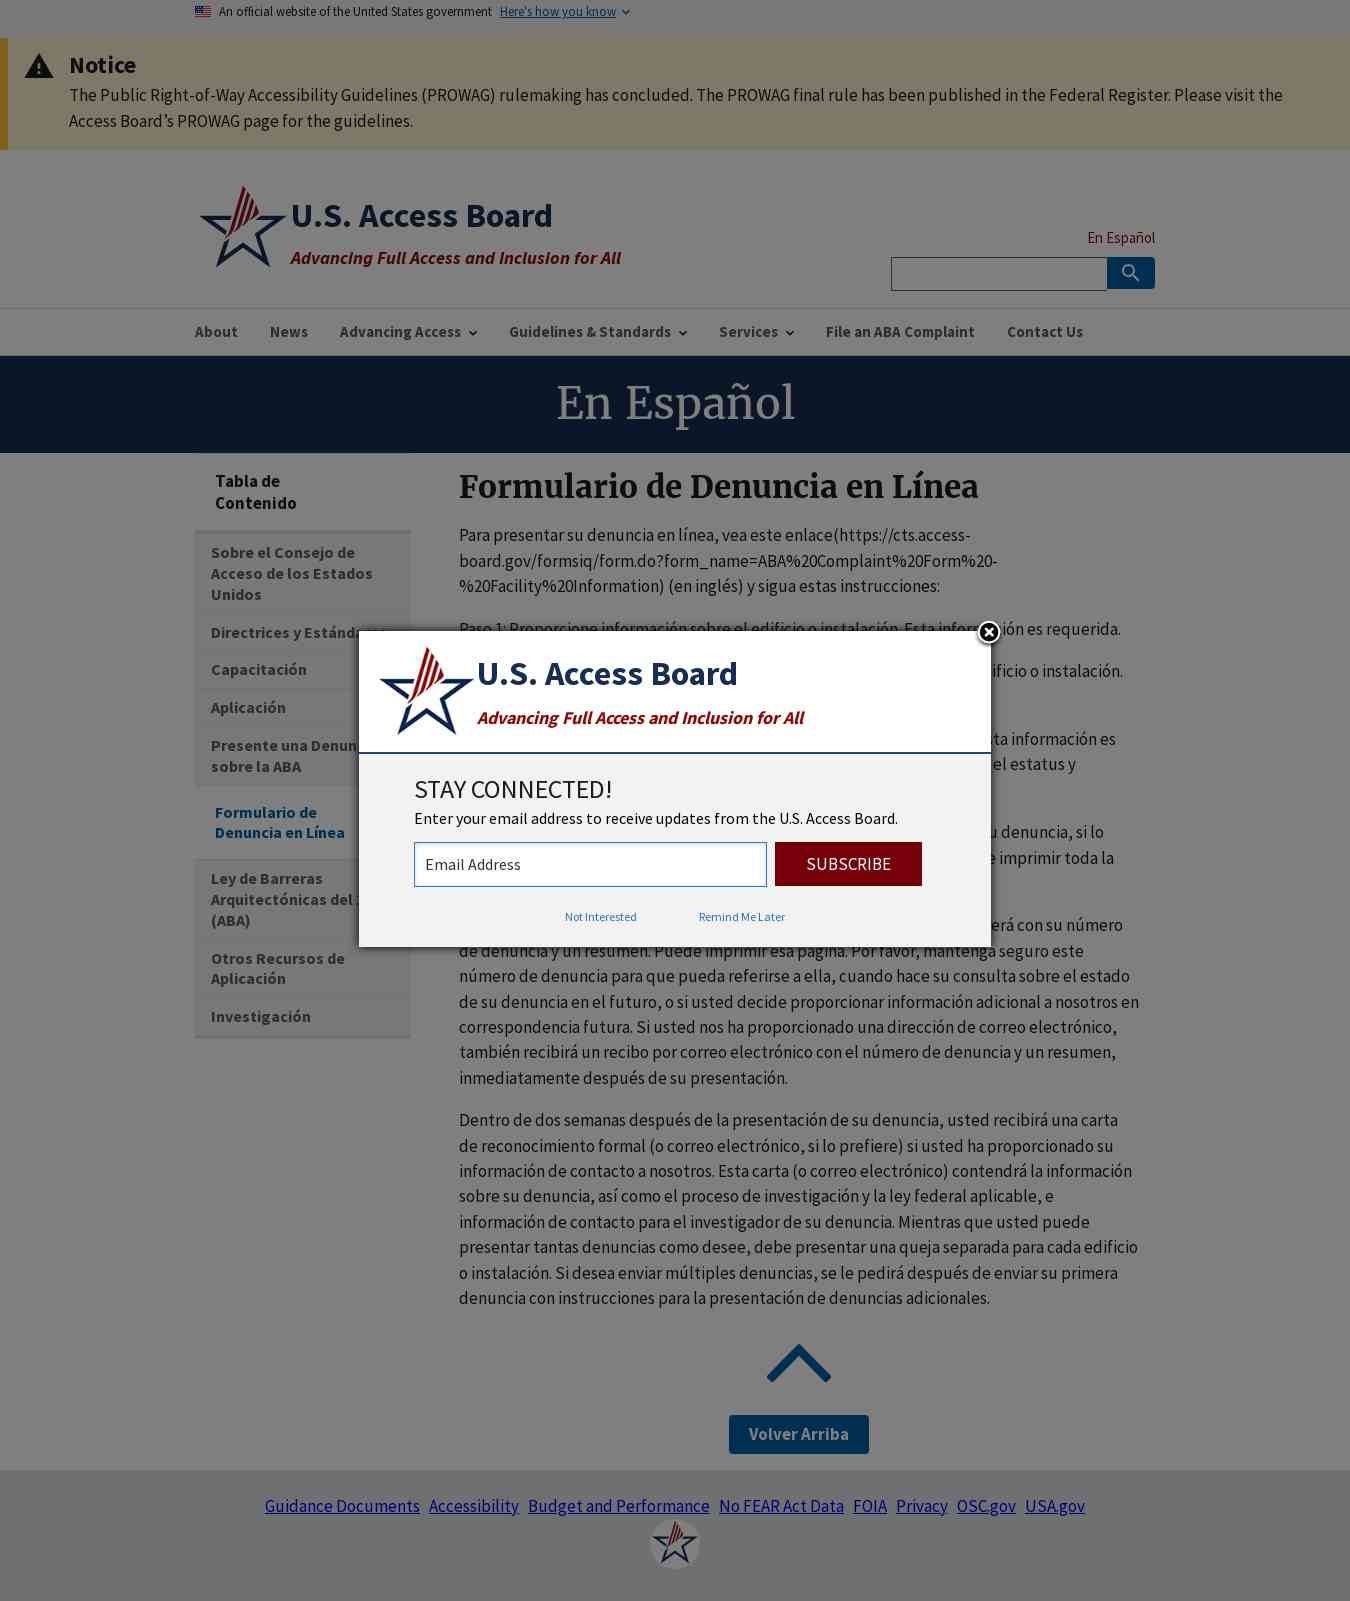 An official website of the United States government Here's how you know
Notice
The Public Right-of-Way Accessibility Guidelines (PROWAG) rulemaking has concluded. The PROWAG final rule has been published in the Federal Register. Please visit the
Access Board’s PROWAG page for the guidelines.
U.S. Access Board
Advancing Full Access and Inclusion for All
En Español
About News Advancing Access Guidelines & Standards Services File an ABA Complaint Contact Us
En Español
Tabla de
Contenido
Sobre el Consejo de
Acceso de los Estados
Unidos
Directrices y
Capacitación
Aplicación
Presente una
sobre la ABA
Formulario de
Denuncia en Línea
Ley de Barreras
Arquitectónicas del
(ABA)
Otros Recursos de
Aplicación
Investigación
Formulario de Denuncia en Línea
Para presentar su denuncia en línea, vea este enlace(https://cts.access-
board.gov/formsiq/form.do?form_name=ABA%20Complaint%20Form%20-
%20Facility%20Information) (en inglés) y sigua estas instrucciones:
Paso 1: Proporcione información sobre el edificio o instalación. Esta información es requerida.
o instalación.
información es
el estatus y
denuncia, si lo
imprimir toda la
con su número
de denuncia y un resumen. Puede imprimir esa página. Por favor, mantenga seguro este
número de denuncia para que pueda referirse a ella, cuando hace su consulta sobre el estado
de su denuncia en el futuro, o si usted decide proporcionar información adicional a nosotros en
correspondencia futura. Si usted nos ha proporcionado una dirección de correo electrónico,
también recibirá un recibo por correo electrónico con el número de denuncia y un resumen,
inmediatamente después de su presentación.
Dentro de dos semanas después de la presentación de su denuncia, usted recibirá una carta
de reconocimiento formal (o correo electrónico, si lo prefiere) si usted ha proporcionado su
información de contacto a nosotros. Esta carta (o correo electrónico) contendrá la información
sobre su denuncia, así como el proceso de investigación y la ley federal aplicable, e
información de contacto para el investigador de su denuncia. Mientras que usted puede
presentar tantas denuncias como desee, debe presentar una queja separada para cada edificio
o instalación. Si desea enviar múltiples denuncias, se le pedirá después de enviar su primera
denuncia con instrucciones para la presentación de denuncias adicionales.
U.S. Access Board
Advancing Full Access and Inclusion for All
STAY CONNECTED!
Enter your email address to receive updates from the U.S. Access Board.
Email Address SUBSCRIBE
Not Interested Remind Me Later
Volver Arriba
Guidance Documents Accessibility Budget and Performance No FEAR Act Data FOIA Privacy OSC.gov USA.gov